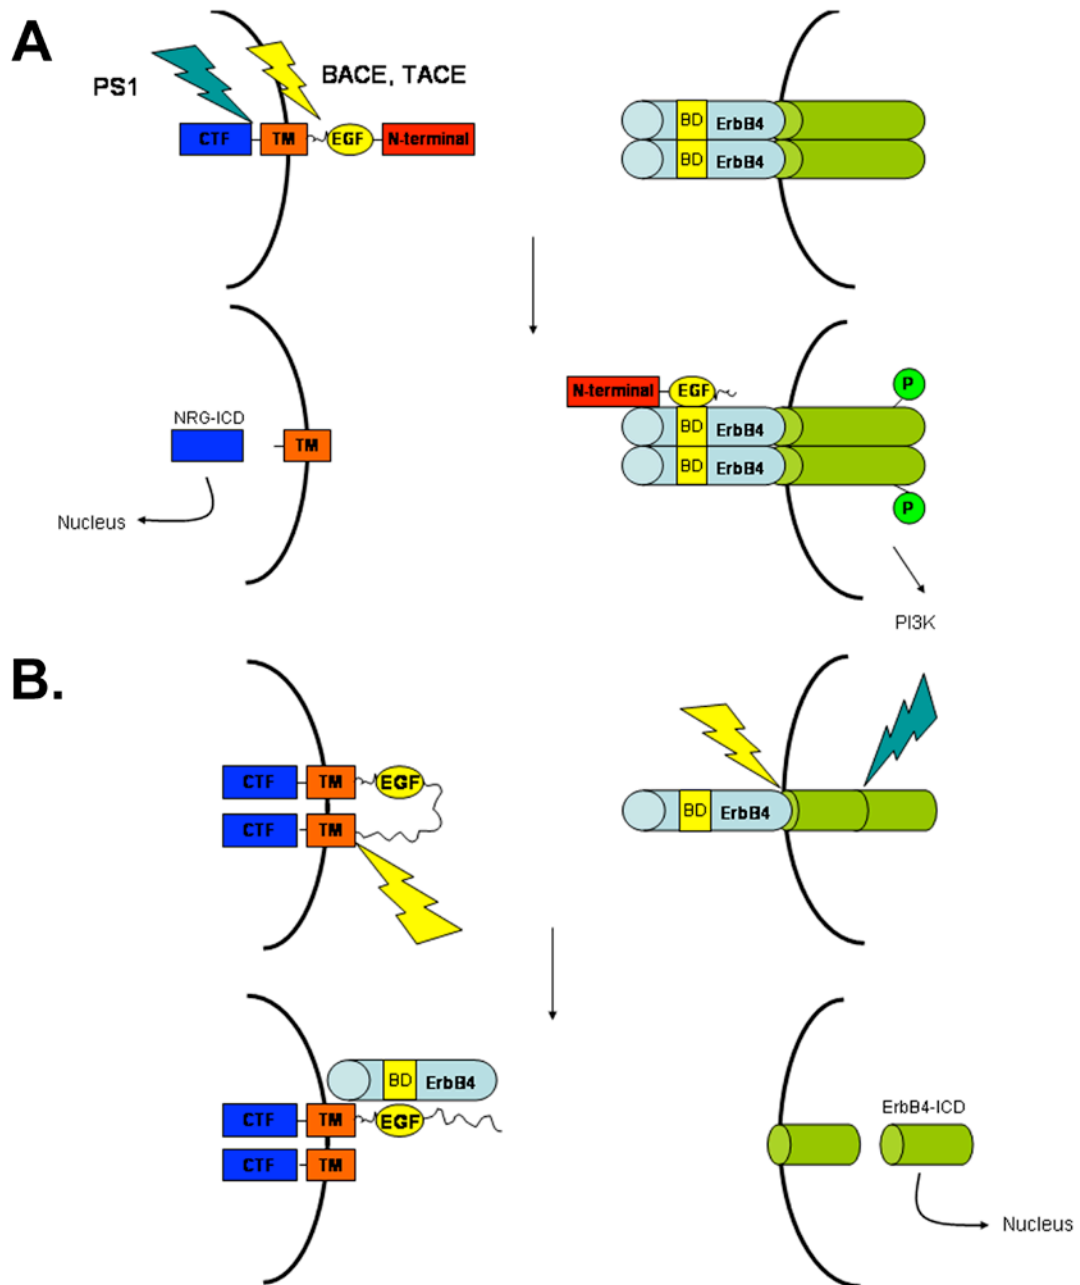 A
PS1
BACE, TACE
CTF
TM
EGF
N-terminal
BD
ErbB4
BD
ErbB4
NRG-ICD
TM
Nucleus
N-terminal
EGF
P
BD
ErbB4
BD
ErbB4
P
PI3K
B.
CTF
TM
EGF
CTF
TM
BD
ErbB4
BD
ErbB4
CTF
TM
EGF
CTF
TM
ErbB4-ICD
Nucleus